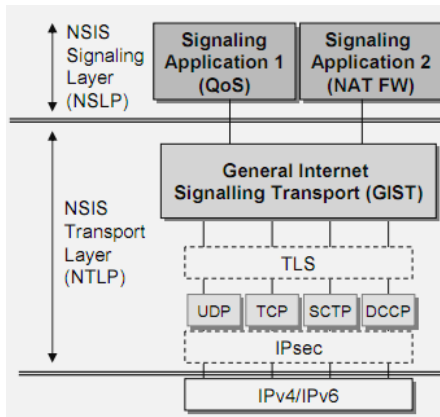 NSIS
Signaling
Layer
(NSLP)
Signaling
Application 1
(QoS)
Signaling
Application 2
(NAT FW)
NSIS
Transport
Layer
(NTLP)
General Internet
Signalling Transport (GIST)
TLS
UDP
TCP
SCTP
DCCP
IPsec
IPv4/IPv6